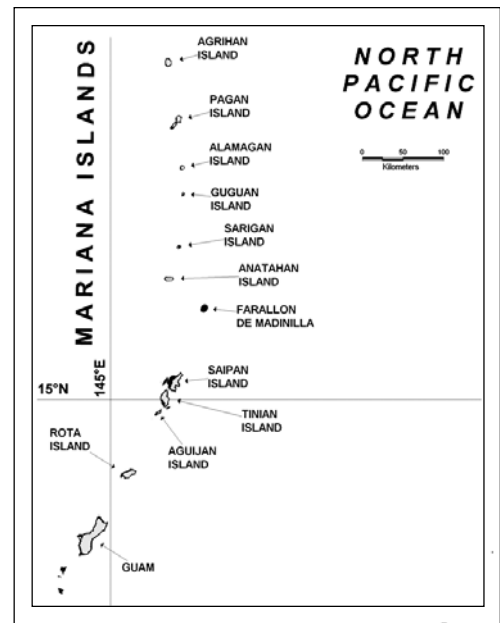 AGRIHAN
ISLAND
NORTH
PACIFIC
OCEAN
MARIANA ISLANDS
PAGAN
ISLAND
0 50 100
Kilometers
ALAMAGAN
ISLAND
GUGUAN
ISLAND
SARIGAN
ISLAND
ANATAHAN
ISLAND
FARALLON
DE MADINILLA
SAIPAN
ISLAND
145°E
15°N
TINIAN
ISLAND
ROTA
ISLAND
AGUIJAN
ISLAND
GUAM